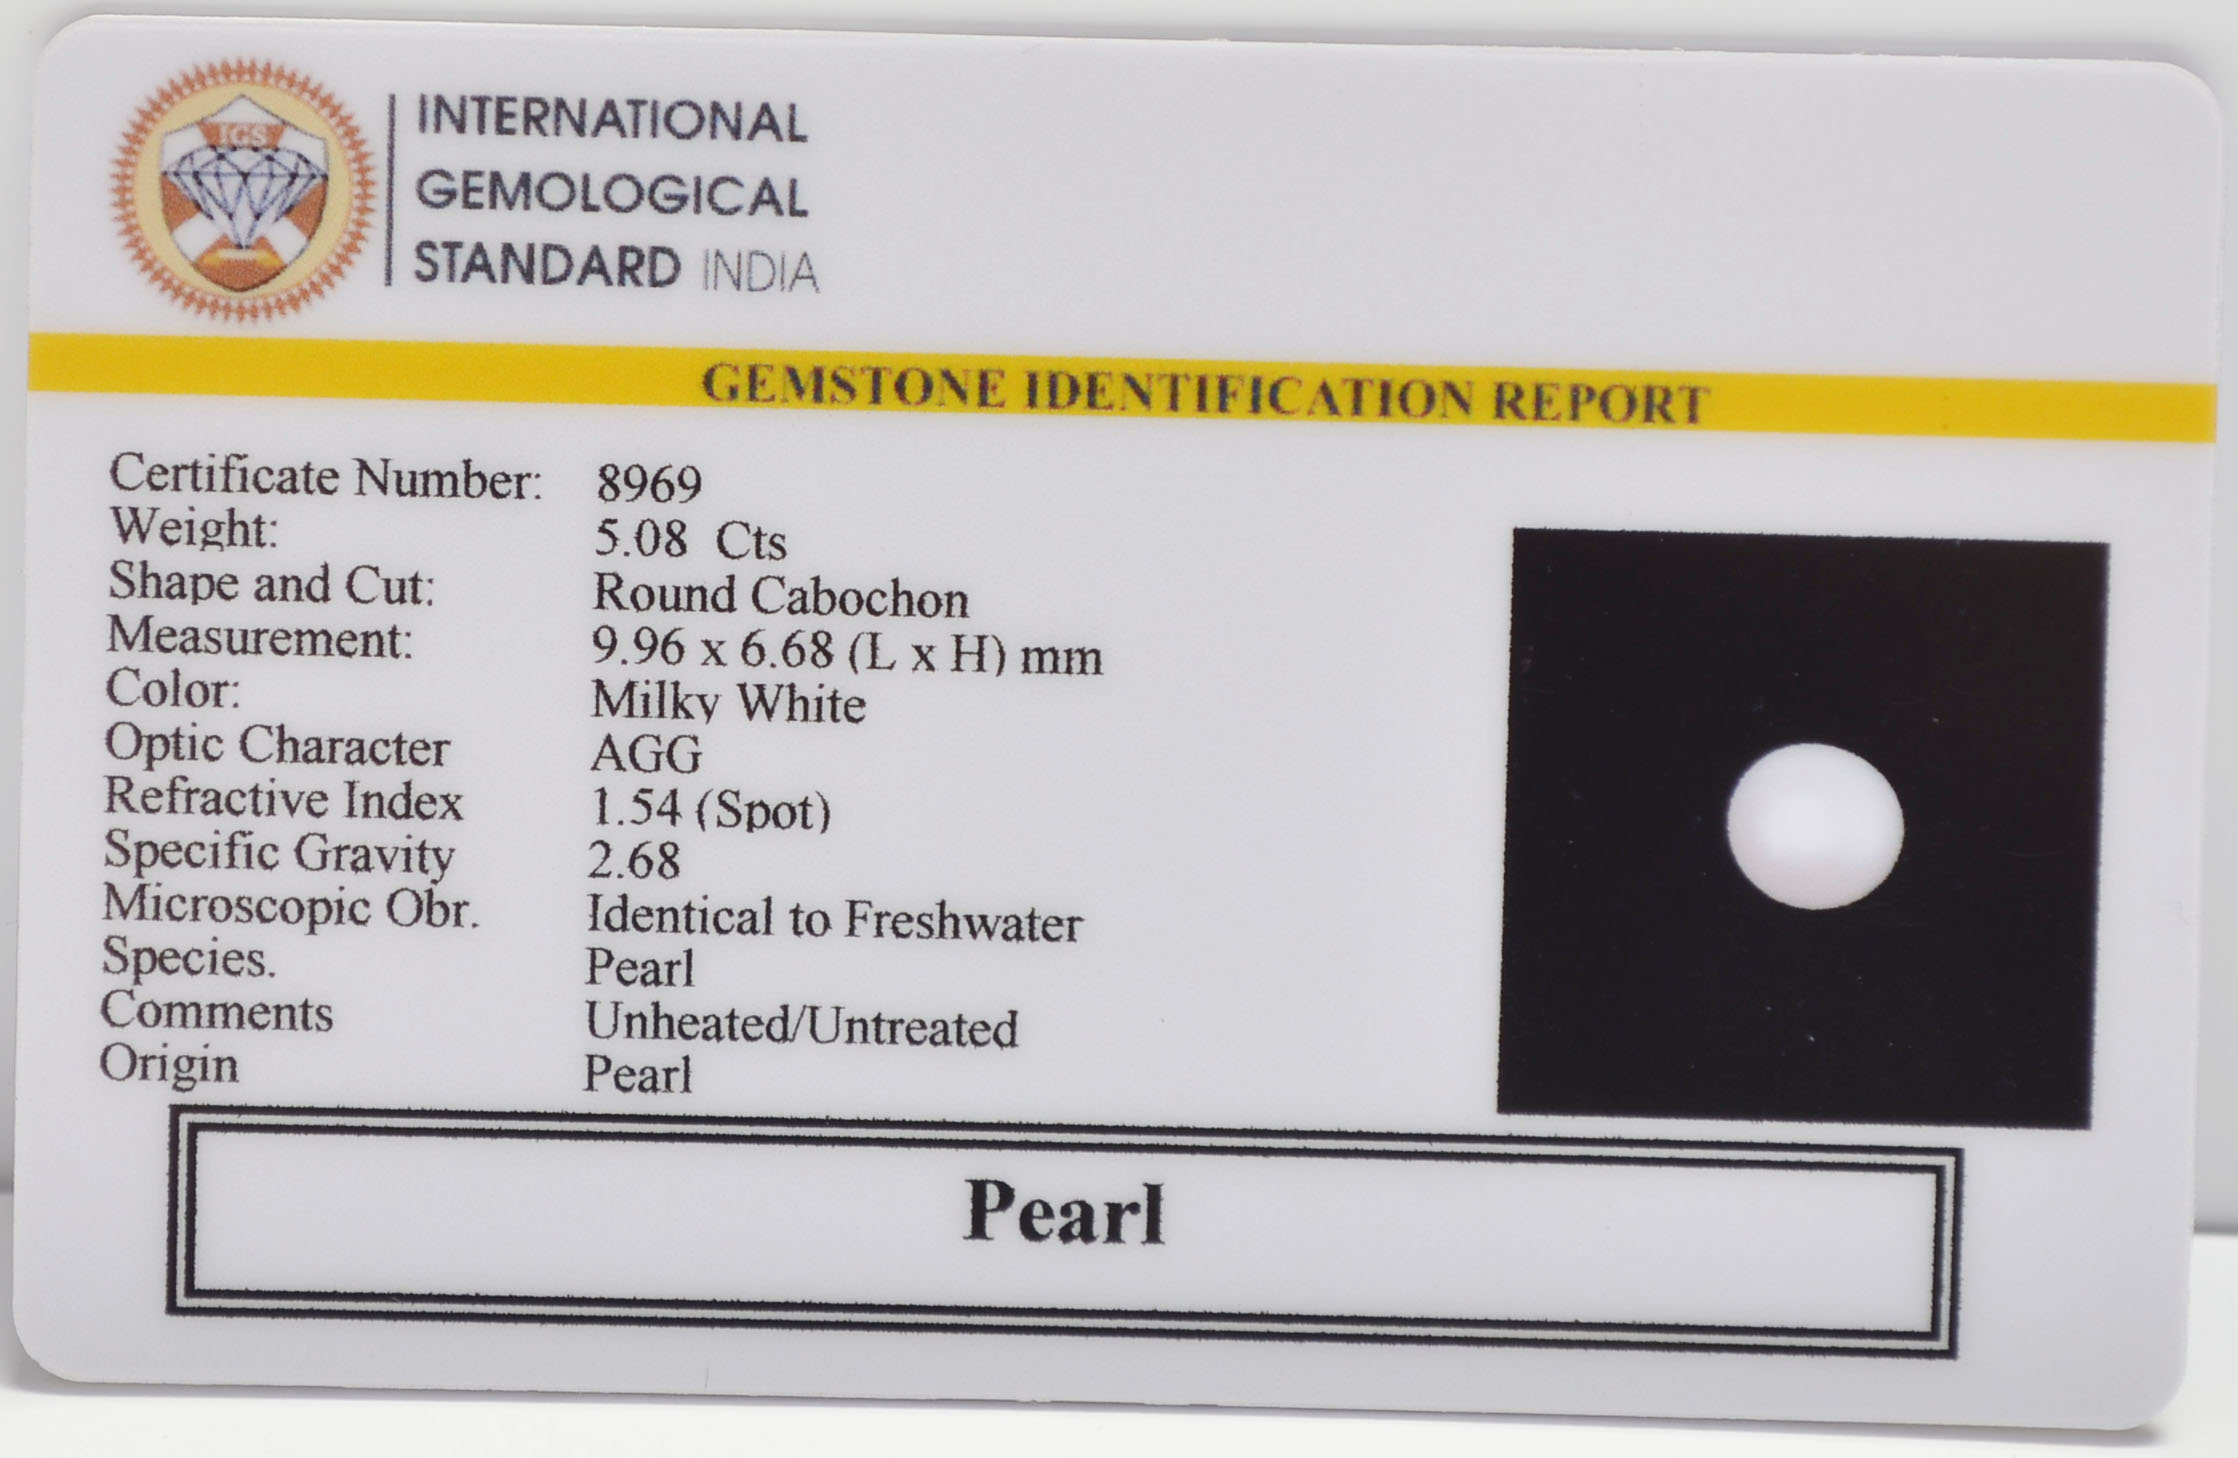 IGS
INTERNATIONAL
GEMOLOGICAL
STANDARD INDIA
GEMSTONE IDENTIFICATION REPORT
Certificate Number: 8969
Weight: 5.08 Cts
Shape and Cut: Round Cabochon
Measurement: 9.96 x 6.68 (L x H) mm
Color: Milky White
Optic Character AGG
Refractive Index 1.54 (Spot)
Specific Gravity 2.68
Microscopic Obr. Identical to Freshwater
Species. Pearl
Comments Unheated/Untreated
Origin Pearl
Pearl